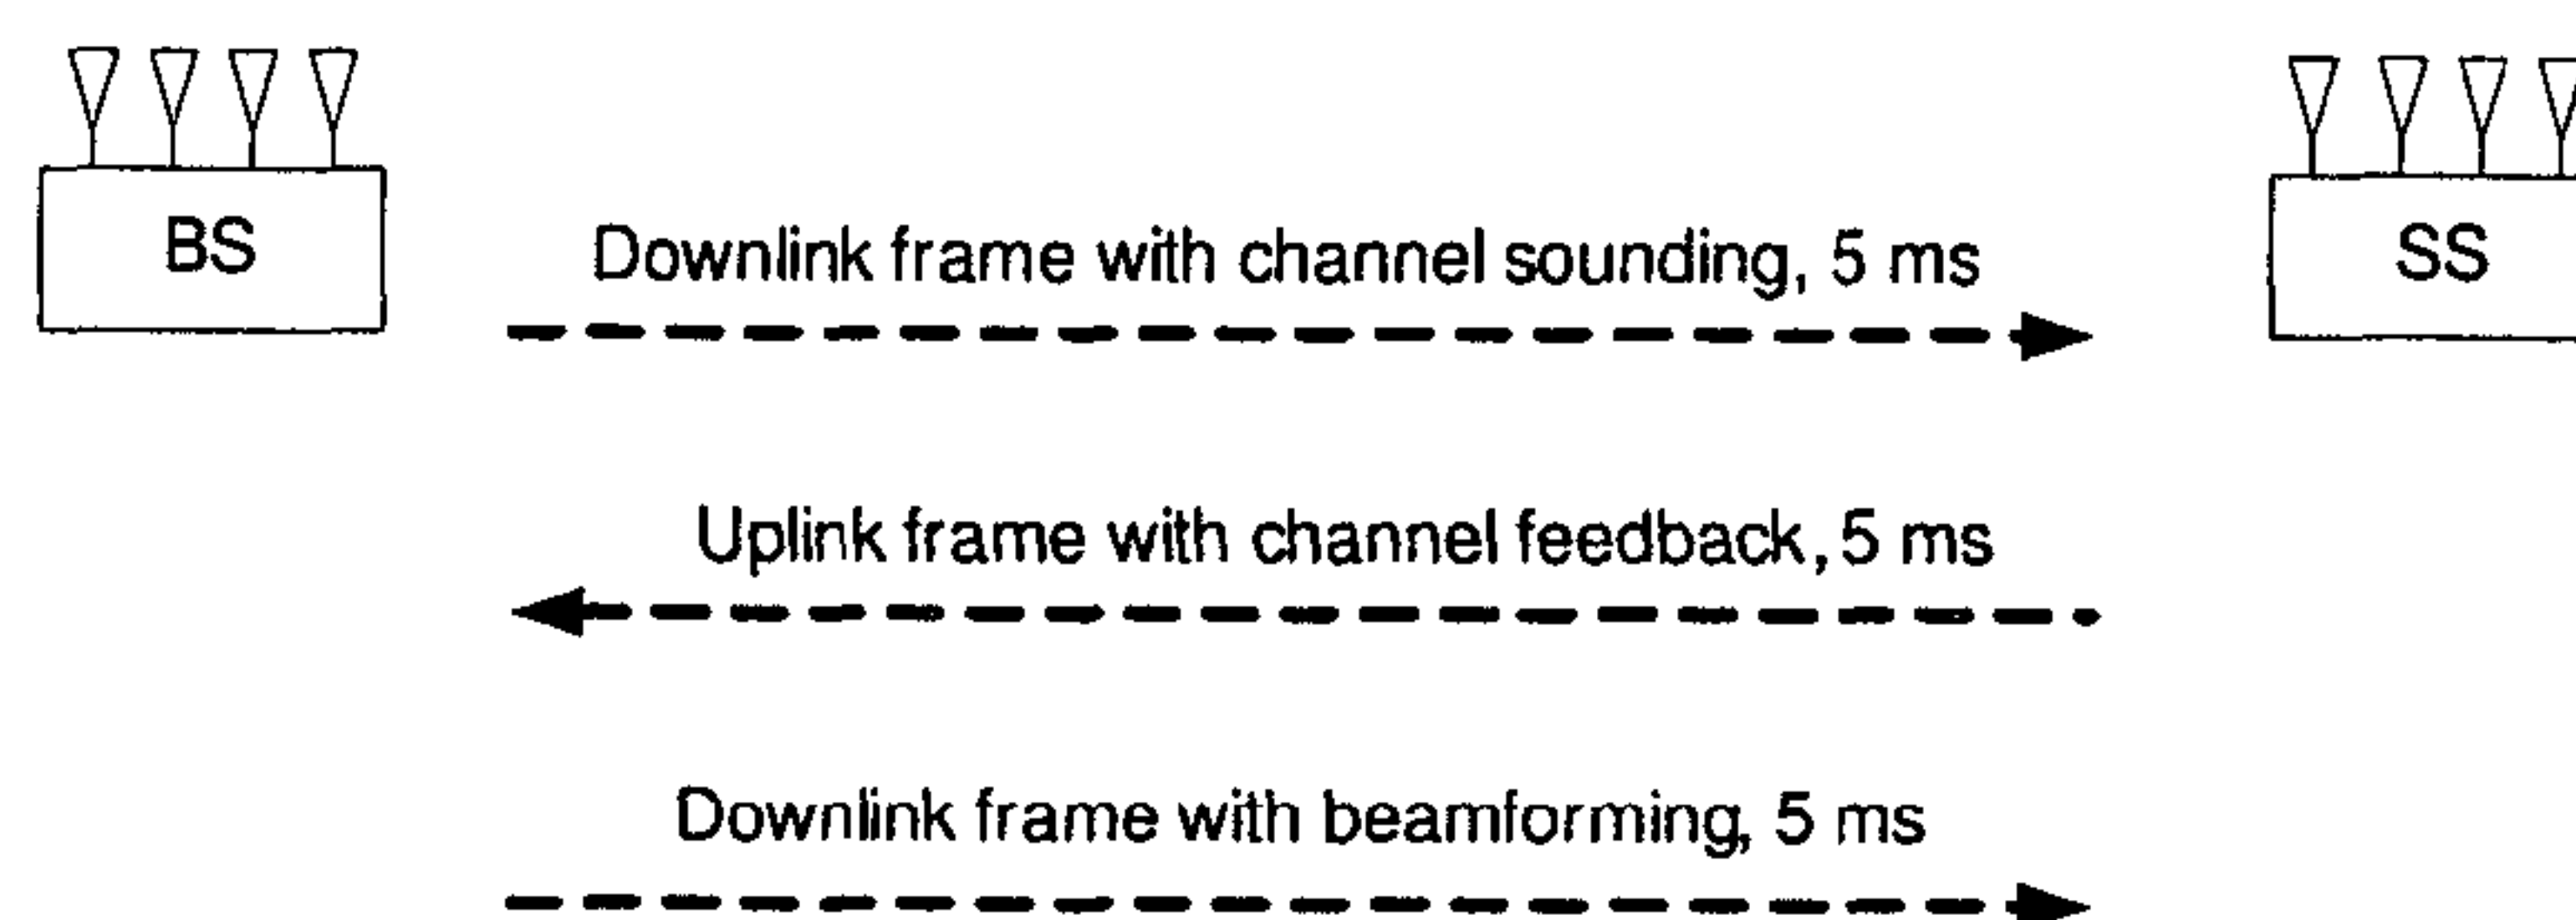 BS
SS
Downlink frame with channel sounding, 5 ms
Uplink frame with channel feedback, 5 ms
Downlink frame with beamforming, 5 ms